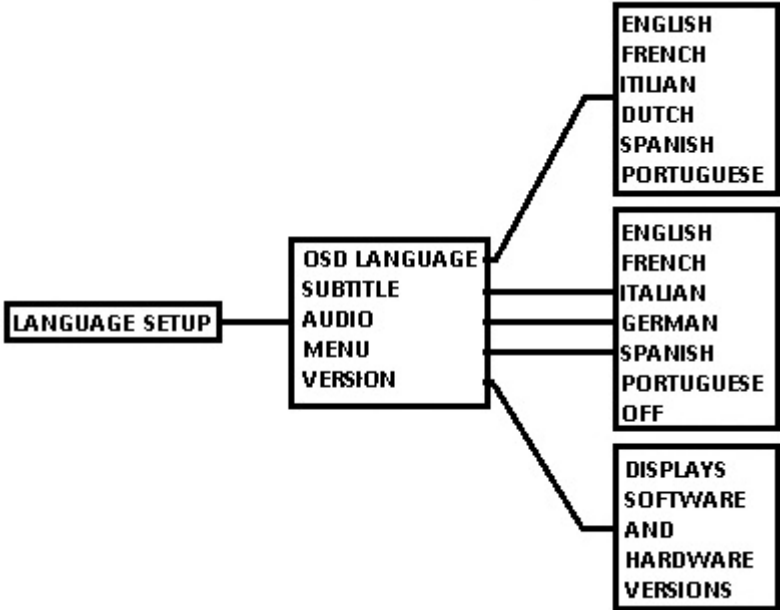 LANGUAGE SETUP
OSD LANGUAGE
SUBTITLE
AUDIO
MENU
VERSION
ENGLISH
FRENCH
ITILIAN
DUTCH
SPANISH
PORTUGUESE
ENGLISH
FRENCH
ITALIAN
GERMAN
SPANISH
PORTUGUESE
OFF
DISPLAYS
SOFTWARE
AND
HARDWARE
VERSIONS